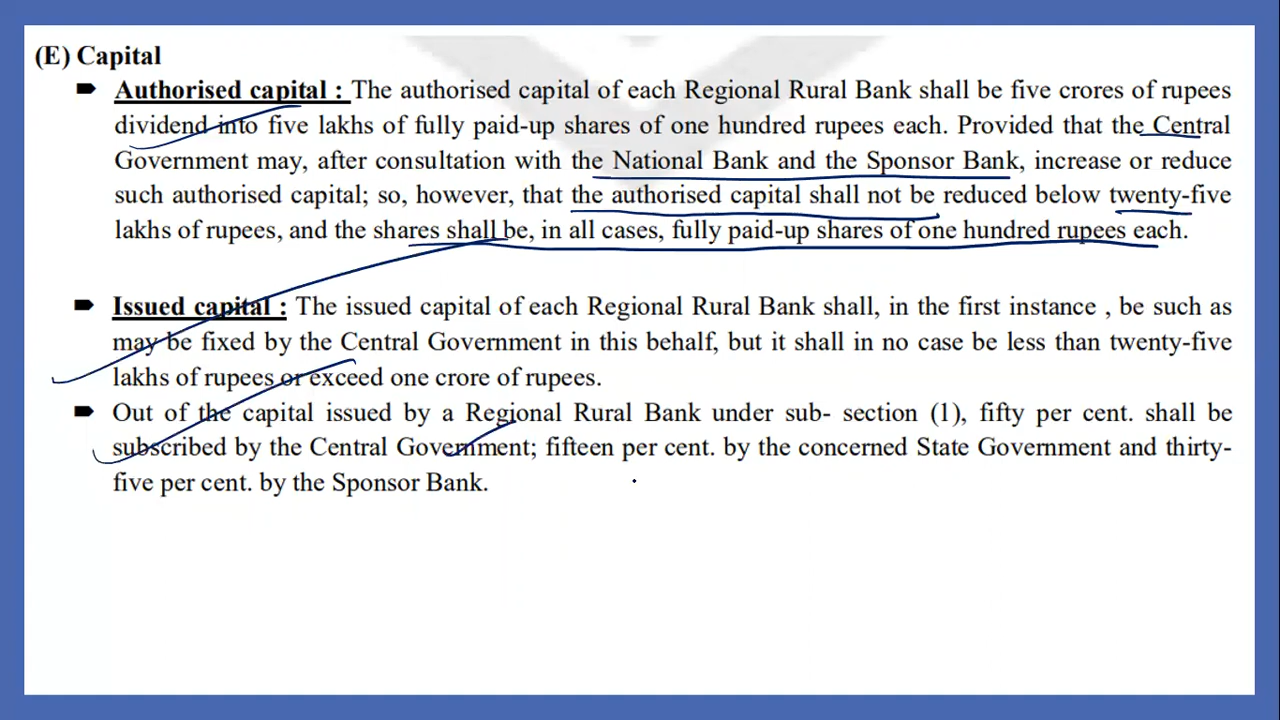 (E) Capital
Authorised capital : The authorised capital of each Regional Rural Bank shall be five crores of rupees
dividend into five lakhs of fully paid-up shares of one hundred rupees each. Provided that the Central
Government may, after consultation with the National Bank and the Sponsor Bank, increase or reduce
such authorised capital; so, however, that the authorised capital shall not be reduced below twenty-five
lakhs of rupees, and the shares shall be, in all cases, fully paid-up shares of one hundred rupees each.
Issued capital : The issued capital of each Regional Rural Bank shall, in the first instance , be such as
may be fixed by the Central Government in this behalf, but it shall in no case be less than twenty-five
lakhs of rupees or exceed one crore of rupees.
Out of the capital issued by a Regional Rural Bank under sub- section (1), fifty per cent. shall be
subscribed by the Central Government; fifteen per cent. by the concerned State Government and thirty-
five per cent. by the Sponsor Bank.